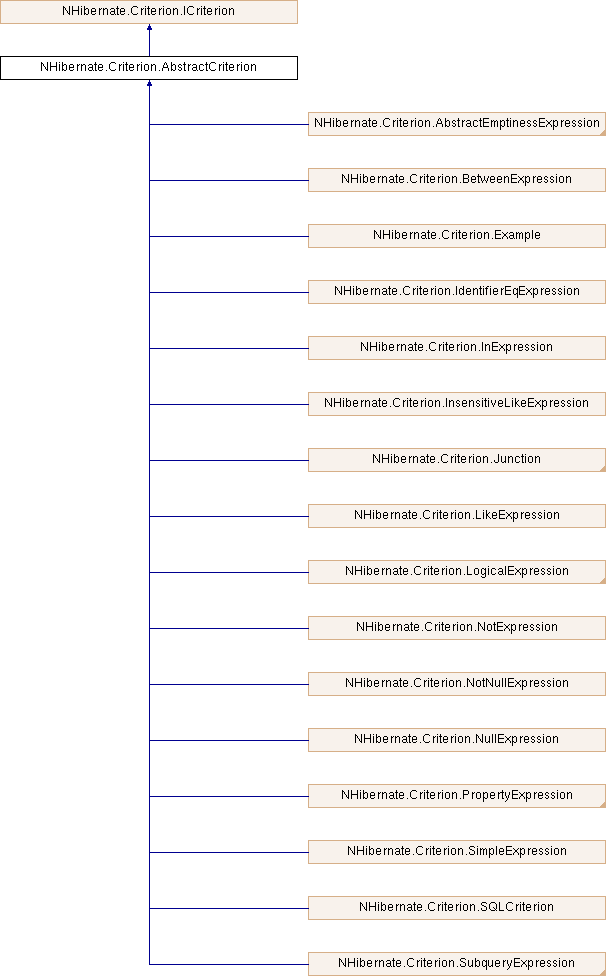 NHibernate.Criterion.ICriterion
NHibernate.Criterion.AbstractCriterion
NHibernate.Criterion.AbstractEmptinessExpression
NHibernate.Criterion.BetweenExpression
NHibernate.Criterion.Example
NHibernate.Criterion.IdentifierEqExpression
NHibernate.Criterion.InExpression
NHibernate.Criterion.InsensitiveLikeExpression
NHibernate.Criterion.Junction
NHibernate.Criterion.LikeExpression
NHibernate.Criterion.LogicalExpression
NHibernate.Criterion.NotExpression
NHibernate.Criterion.NotNullExpression
NHibernate.Criterion.NullExpression
NHibernate.Criterion.PropertyExpression
NHibernate.Criterion.SimpleExpression
NHibernate.Criterion.SQLCriterion
NHibernate.Criterion.SubqueryExpression